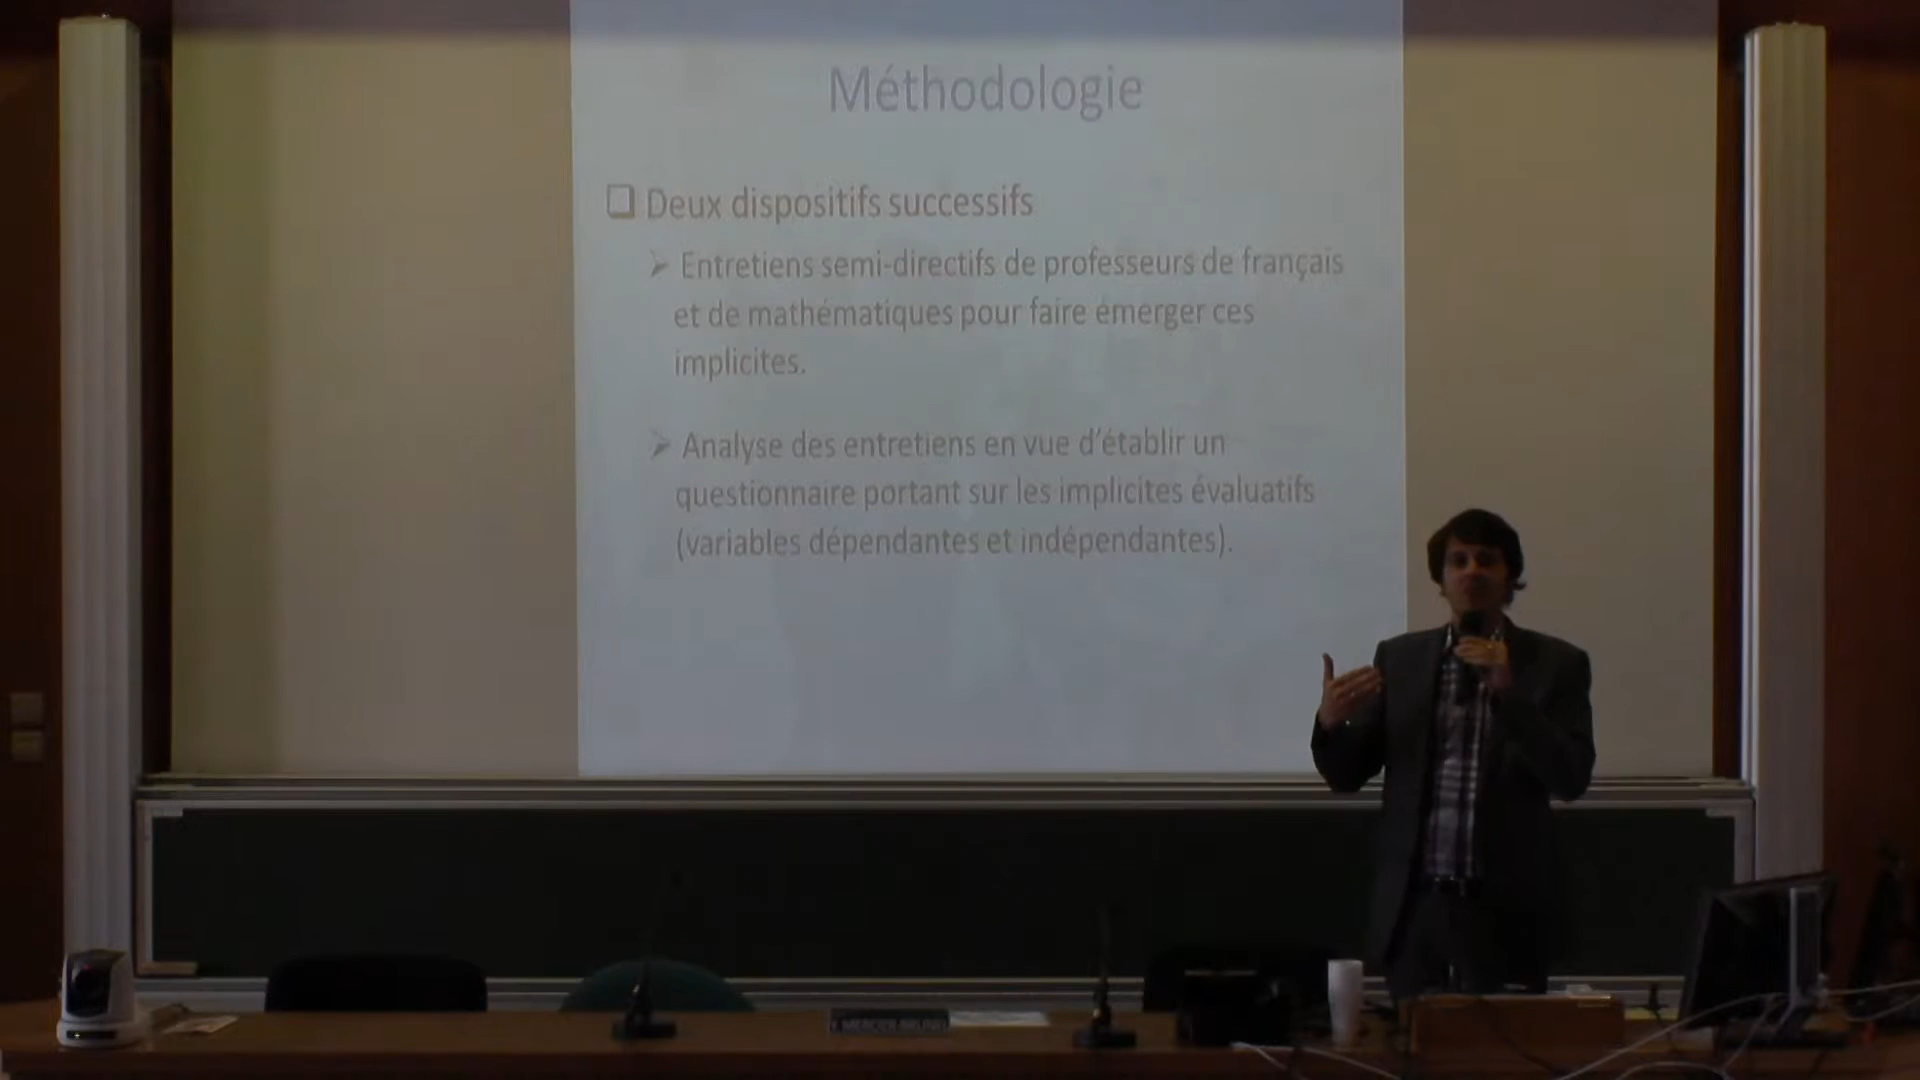 Méthodologie
Deux dispositifs successifs
Entretiens semi-directifs de professeurs de français
et de mathématiques pour faire émerger ces
implicites.
Analyse des entretiens en vue d'établir un
questionnaire portant sur les implicites évaluatifs
(variables dépendantes et indépendantes).